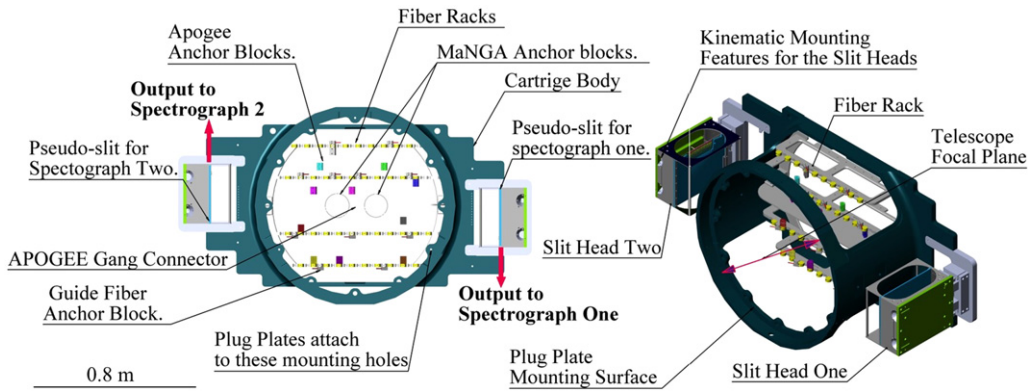 Apogee
Anchor Blocks.
Fiber Racks
MaNGA Anchor blocks.
Cartrige Body
Output to
Spectrograph 2
Pseudo-slit for
Spectograph Two.
Pseudo-slit for
spectograph one.
APOGEE Gang Connector
Guide Fiber
Anchor Block.
Plug Plates attach
to these mounting holes
Output to
Spectrograph One
0.8 m
Kinematic Mounting
Features for the Slit Heads
Fiber Rack
Telescope
Focal Plane
Slit Head Two
Plug Plate
Mounting Surface
Slit Head One